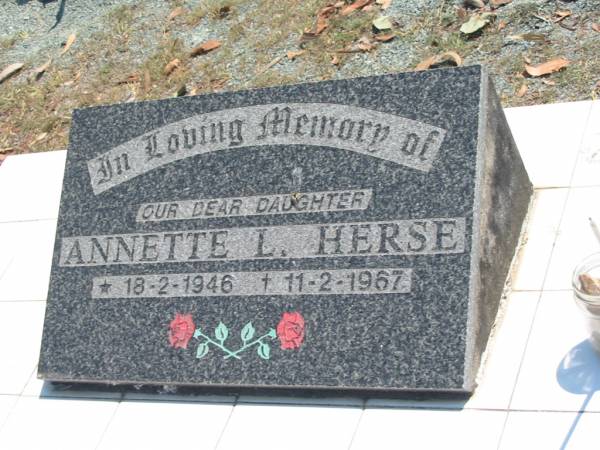 In Loving Memory of
OUR DEAR DAUGHTER
ANNETTE L. HERSE
★ 18-2-1946 † 11-2-1967